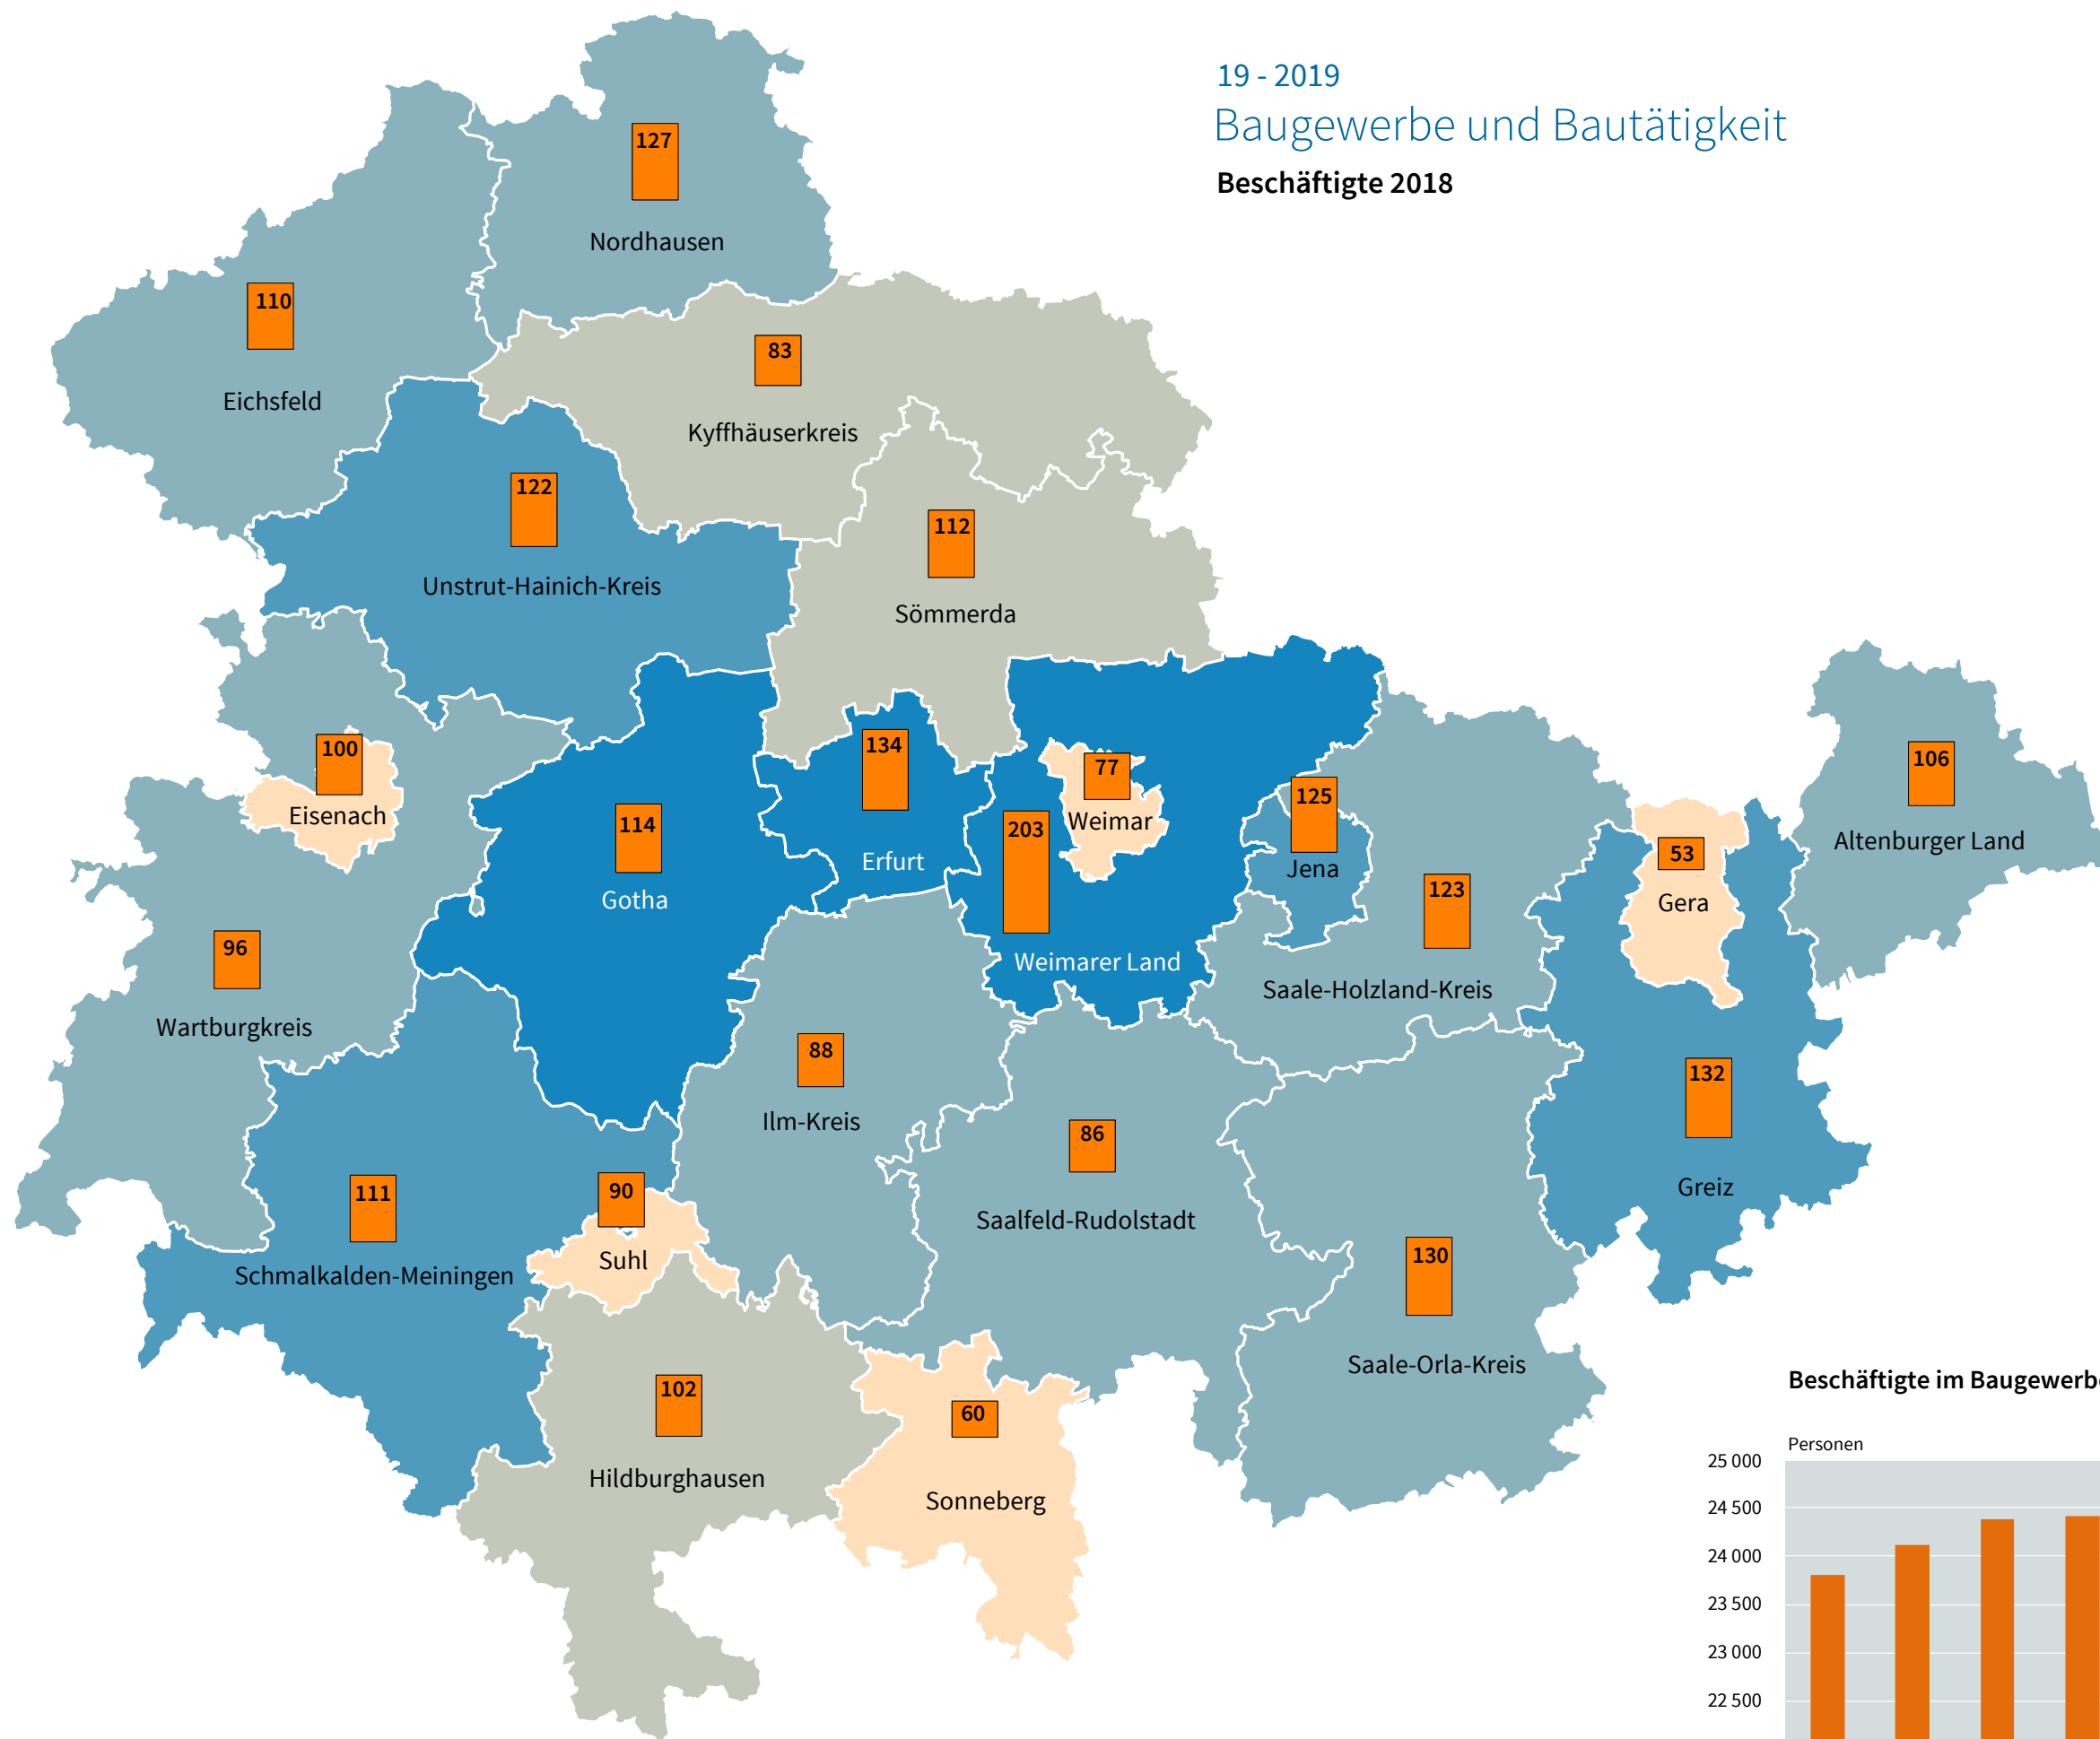 19 - 2019
Baugewerbe und Bautätigkeit
Beschäftigte 2018
127
Nordhausen
110
Eichsfeld
83
Kyffhäuserkreis
122
Unstrut-Hainich-Kreis
112
Sömmerda
100
Eisenach
114
Gotha
134
Erfurt
77
Weimar
203
Weimarer Land
125
Jena
123
Saale-Holzland-Kreis
53
Gera
106
Altenburger Land
96
Wartburgkreis
88
Ilm-Kreis
86
Saalfeld-Rudolstadt
132
Greiz
111
Schmalkalden-Meiningen
90
Suhl
130
Saale-Orla-Kreis
102
Hildburghausen
60
Sonneberg
Beschäftigte im Baugewerbe
Personen
25 000
24 500
24 000
23 500
23 000
22 500